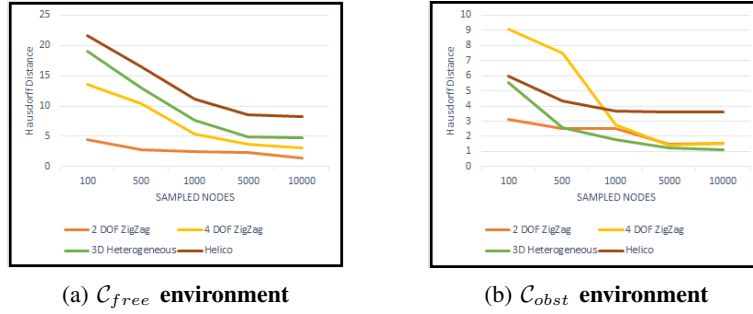 25
20
15
10
5
0
Hausdorff Distance
100 500 1000 5000 10000
SAMPLED NODES
2 DOF ZigZag 4 DOF ZigZag
3D Heterogeneous Helico
(a) C_free environment
10
9
8
7
6
5
4
3
2
1
0
Hausdorff Distance
100 500 1000 5000 10000
SAMPLED NODES
2 DOF ZigZag 4 DOF ZigZag
3D Heterogeneous Helico
(b) C_obst environment